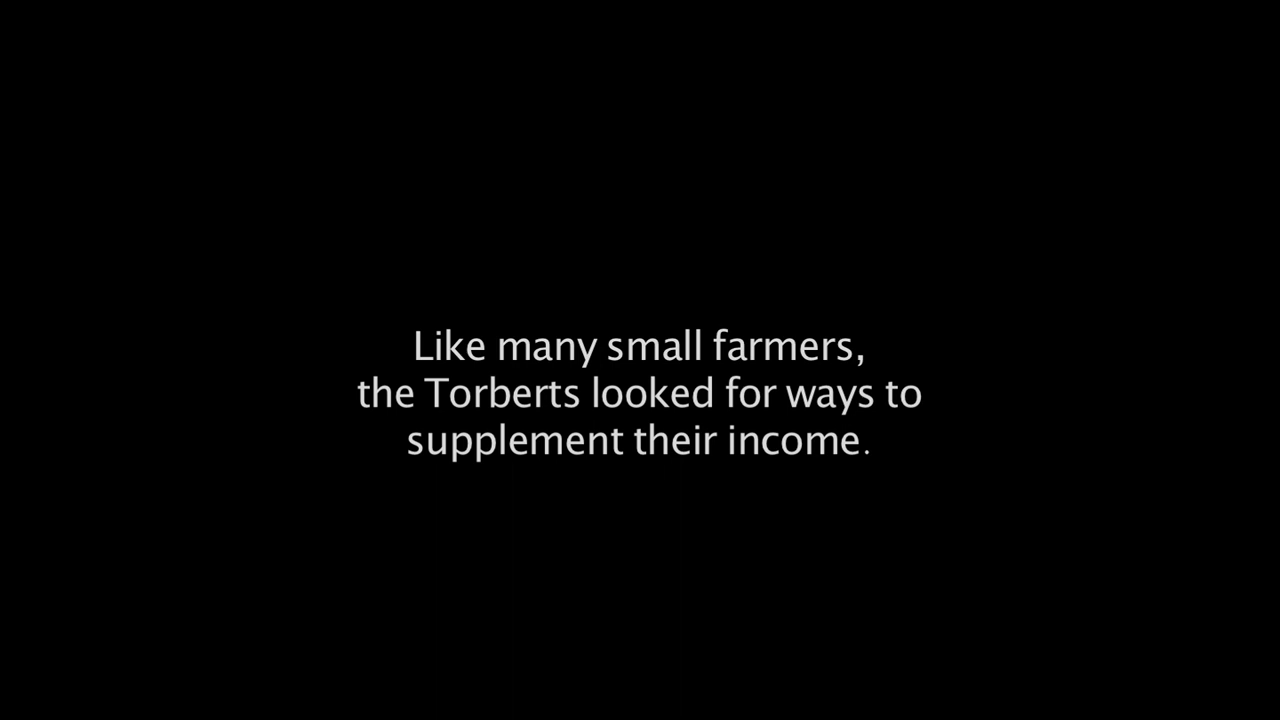 Like many small farmers,
the Torberts looked for ways to
supplement their income.